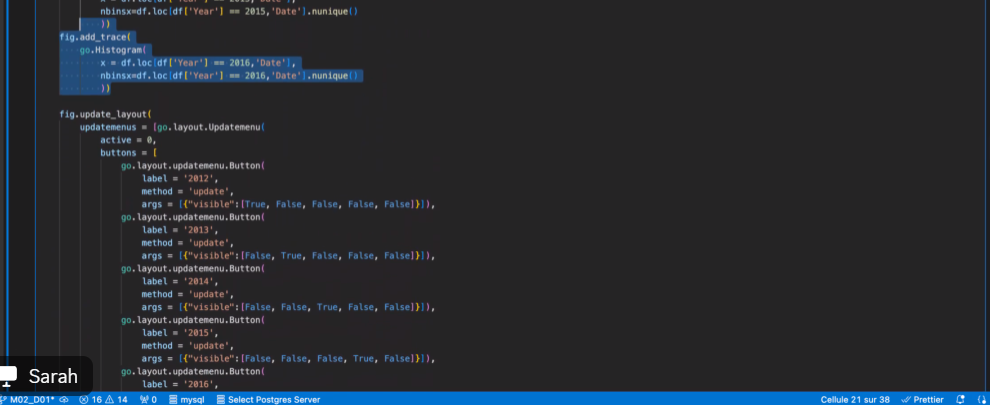 nbinsx=df.loc[df['Year'] == 2015,'Date'].nunique()
))
fig.add_trace(
go.Histogram(
x = df.loc[df['Year'] == 2016,'Date'],
nbinsx=df.loc[df['Year'] == 2016,'Date'].nunique()
))
fig.update_layout(
updatemenus = [go.layout.Updatemenu(
active = 0,
buttons = [
go.layout.updatemenu.Button(
label = '2012',
method = 'update',
args = [{"visible":[True, False, False, False, False]}]),
go.layout.updatemenu.Button(
label = '2013',
method = 'update',
args = [{"visible":[False, True, False, False, False]}]),
go.layout.updatemenu.Button(
label = '2014',
method = 'update',
args = [{"visible":[False, False, True, False, False]}]),
go.layout.updatemenu.Button(
label = '2015',
method = 'update',
args = [{"visible":[False, False, False, True, False]}]),
go.layout.updatemenu.Button(
label = '2016',
Sarah
M02_D01* 16 14 0 mysql Select Postgres Server Cellule 21 sur 38 Prettier